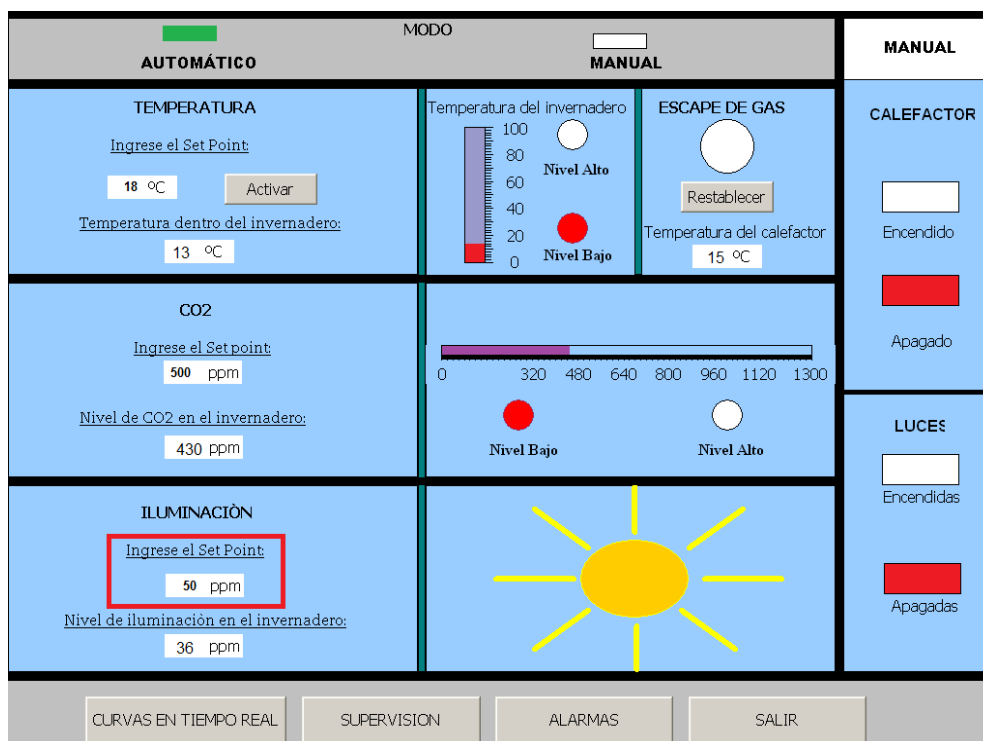 MODO
AUTOMÁTICO
MANUAL
MANUAL
TEMPERATURA
Ingrese el Set Point:
18 ºC
Activar
Temperatura dentro del invernadero:
13 ºC
Temperatura del invernadero
100
80
60
40
20
0
Nivel Alto
Nivel Bajo
ESCAPE DE GAS
Restablecer
Temperatura del calefactor
15 ºC
CALEFACTOR
Encendido
Apagado
CO2
Ingrese el Set point:
500 ppm
Nivel de CO2 en el invernadero:
430 ppm
0 320 480 640 800 960 1120 1300
Nivel Bajo
Nivel Alto
LUCES
Encendidas
Apagadas
ILUMINACIÒN
Ingrese el Set Point:
50 ppm
Nivel de iluminaciòn en el invernadero:
36 ppm
CURVAS EN TIEMPO REAL
SUPERVISION
ALARMAS
SALIR